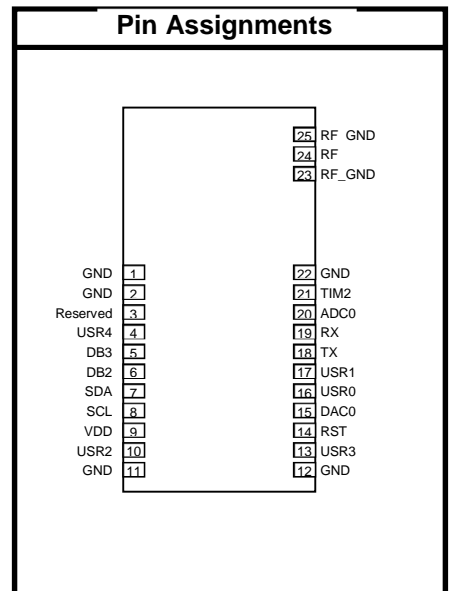 Pin Assignments
25 RF GND
24 RF
23 RF_GND
GND 1 22 GND
GND 2 21 TIM2
Reserved 3 20 ADC0
USR4 4 19 RX
DB3 5 18 TX
DB2 6 17 USR1
SDA 7 16 USR0
SCL 8 15 DAC0
VDD 9 14 RST
USR2 10 13 USR3
GND 11 12 GND